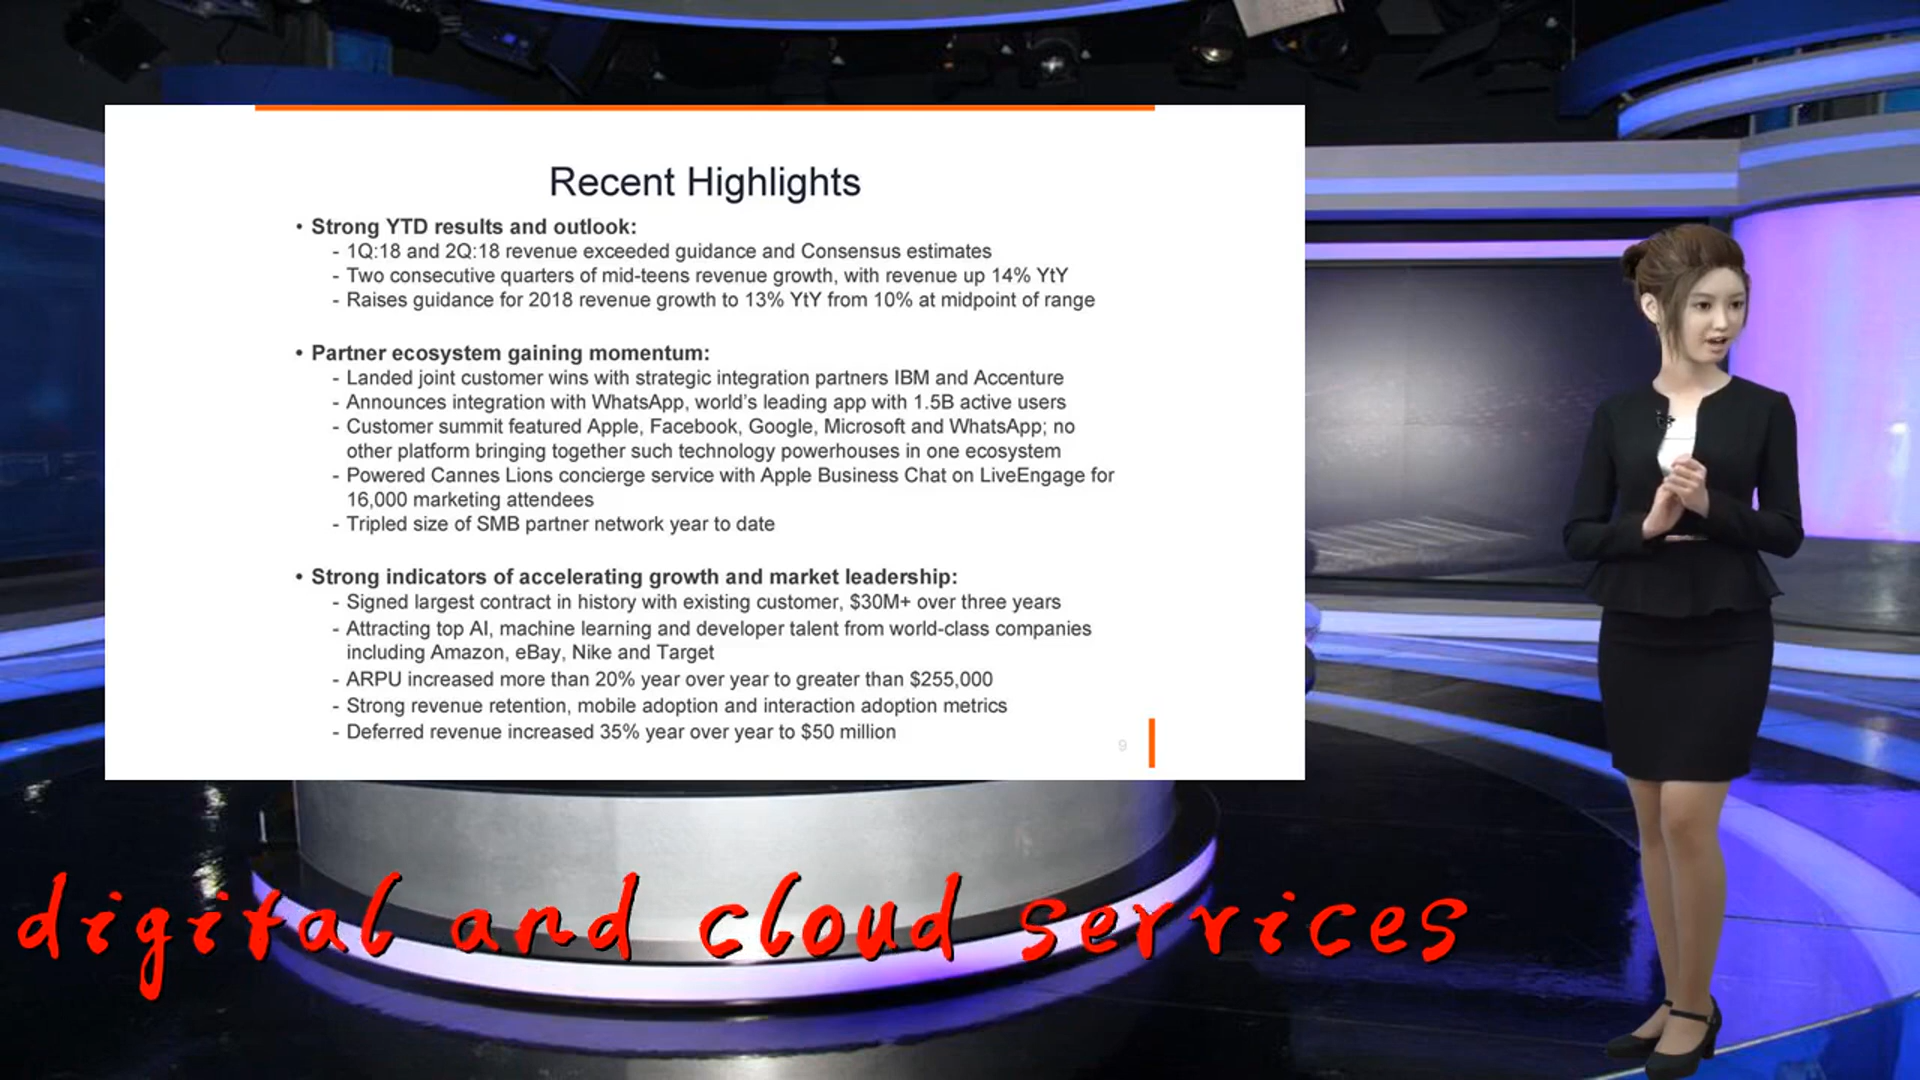 Recent Highlights
• Strong YTD results and outlook:
- 1Q:18 and 2Q:18 revenue exceeded guidance and Consensus estimates
- Two consecutive quarters of mid-teens revenue growth, with revenue up 14% YtY
- Raises guidance for 2018 revenue growth to 13% YtY from 10% at midpoint of range
• Partner ecosystem gaining momentum:
- Landed joint customer wins with strategic integration partners IBM and Accenture
- Announces integration with WhatsApp, world's leading app with 1.5B active users
- Customer summit featured Apple, Facebook, Google, Microsoft and WhatsApp; no
other platform bringing together such technology powerhouses in one ecosystem
- Powered Cannes Lions concierge service with Apple Business Chat on LiveEngage for
16,000 marketing attendees
- Tripled size of SMB partner network year to date
• Strong indicators of accelerating growth and market leadership:
- Signed largest contract in history with existing customer, $30M+ over three years
- Attracting top AI, machine learning and developer talent from world-class companies
including Amazon, eBay, Nike and Target
- ARPU increased more than 20% year over year to greater than $255,000
- Strong revenue retention, mobile adoption and interaction adoption metrics
- Deferred revenue increased 35% year over year to $50 million
9
digital and cloud services